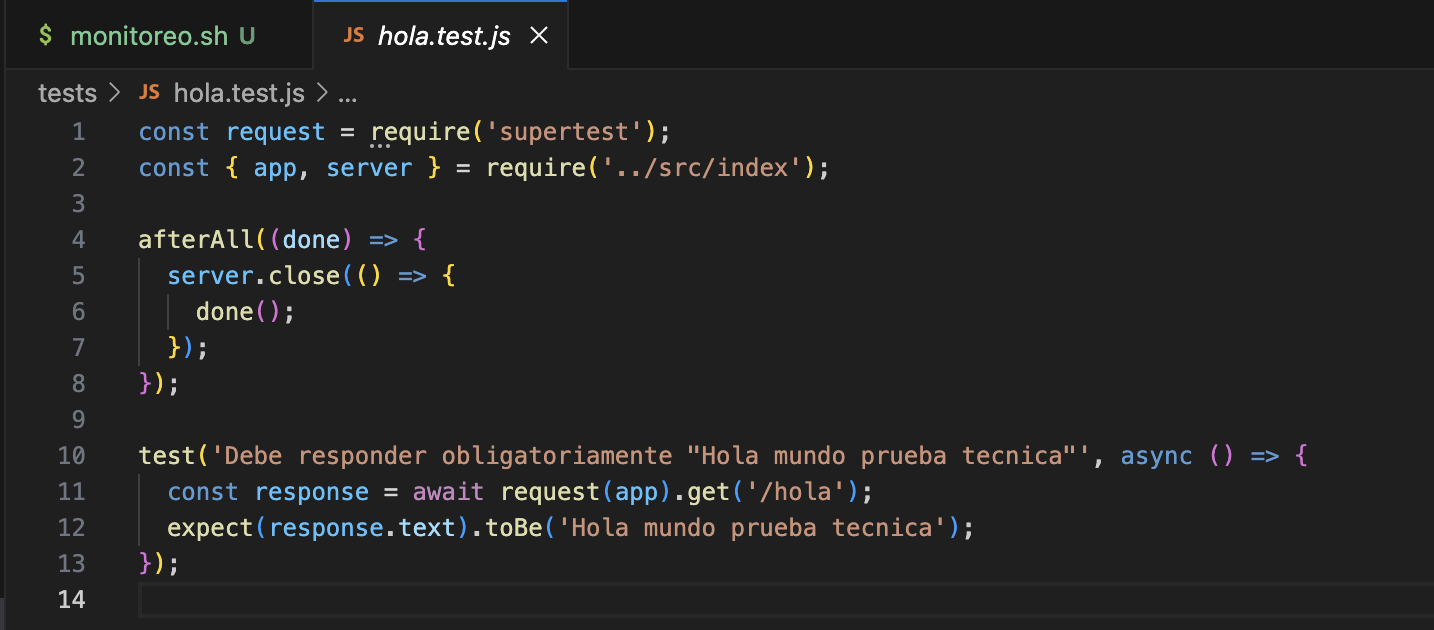 $ monitoreo.sh U JS hola.test.js ×
tests > JS hola.test.js > ...
1 const request = require('supertest');
2 const { app, server } = require('../src/index');
3
4 afterAll((done) => {
5   server.close(() => {
6     done();
7   });
8 });
9
10 test('Debe responder obligatoriamente "Hola mundo prueba tecnica"', async () => {
11   const response = await request(app).get('/hola');
12   expect(response.text).toBe('Hola mundo prueba tecnica');
13 });
14